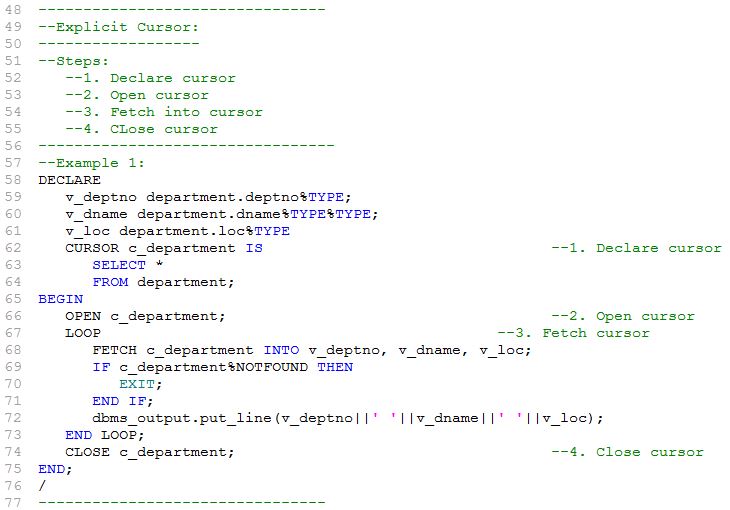 48 --------------------------------
49 --Explicit Cursor:
50 ------------------
51 --Steps:
52    --1. Declare cursor
53    --2. Open cursor
54    --3. Fetch into cursor
55    --4. CLose cursor
56 ---------------------------------
57 --Example 1:
58 DECLARE
59    v_deptno department.deptno%TYPE;
60    v_dname department.dname%TYPE%TYPE;
61    v_loc department.loc%TYPE
62    CURSOR c_department IS                                --1. Declare cursor
63       SELECT *
64       FROM department;
65 BEGIN
66    OPEN c_department;                                    --2. Open cursor
67    LOOP                                            --3. Fetch cursor
68       FETCH c_department INTO v_deptno, v_dname, v_loc;
69       IF c_department%NOTFOUND THEN
70          EXIT;
71       END IF;
72       dbms_output.put_line(v_deptno||' '||v_dname||' '||v_loc);
73    END LOOP;
74    CLOSE c_department;                                   --4. Close cursor
75 END;
76 /
77 --------------------------------